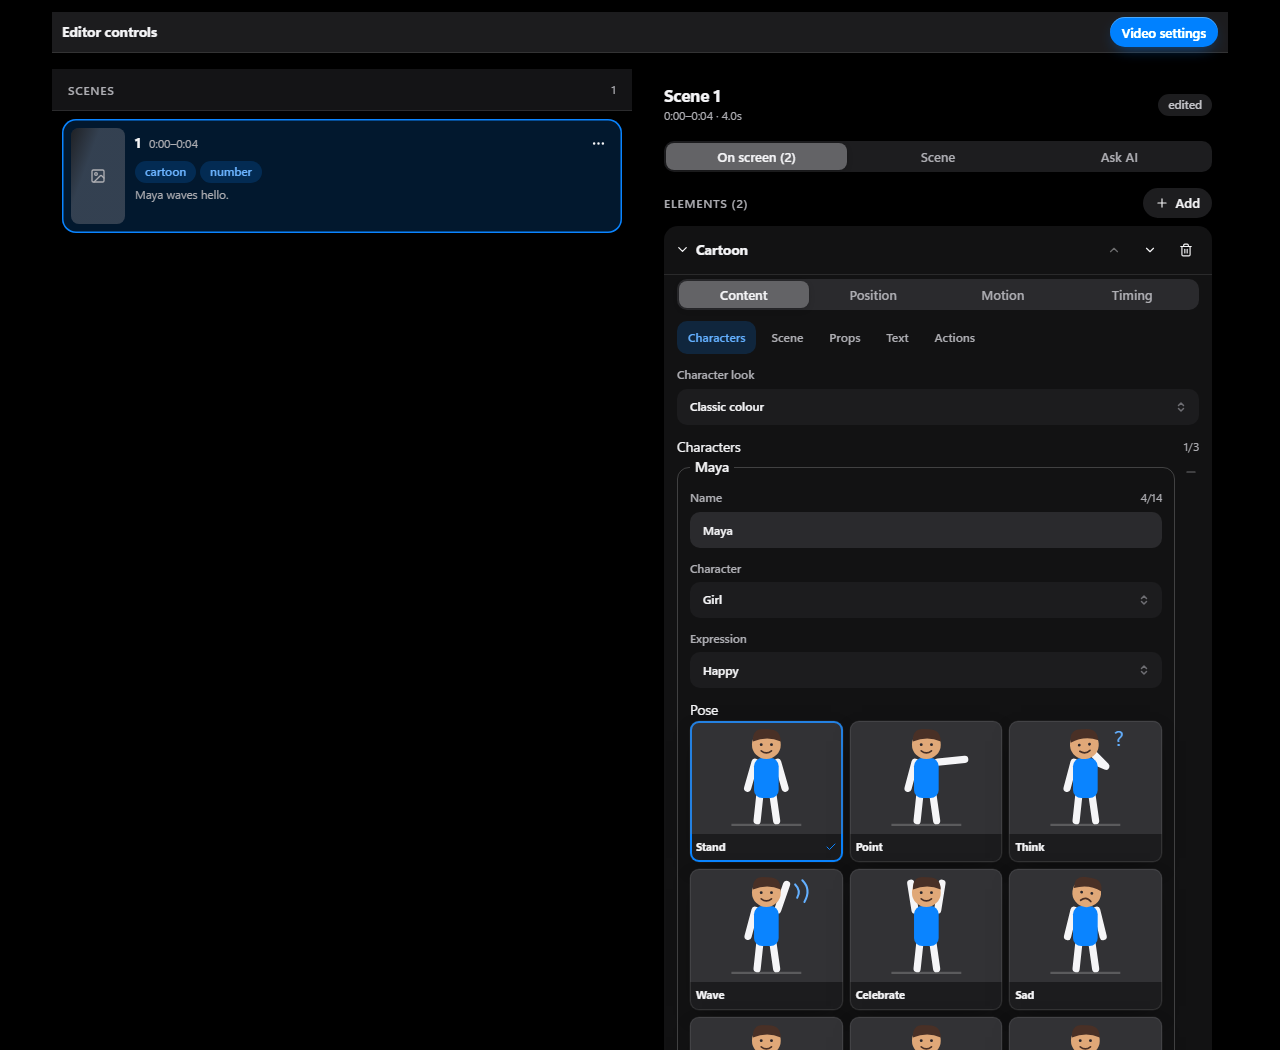 Editor controls
Video settings
SCENES
1
1 0:00–0:04
cartoon number
Maya waves hello.
Scene 1
0:00–0:04 · 4.0s
edited
On screen (2)
Scene
Ask AI
ELEMENTS (2)
Add
Cartoon
Content
Position
Motion
Timing
Characters
Scene
Props
Text
Actions
Character look
Classic colour
Characters
1/3
Maya
Name
4/14
Maya
Character
Girl
Expression
Happy
Pose
?
Stand
Point
Think
Wave
Celebrate
Sad